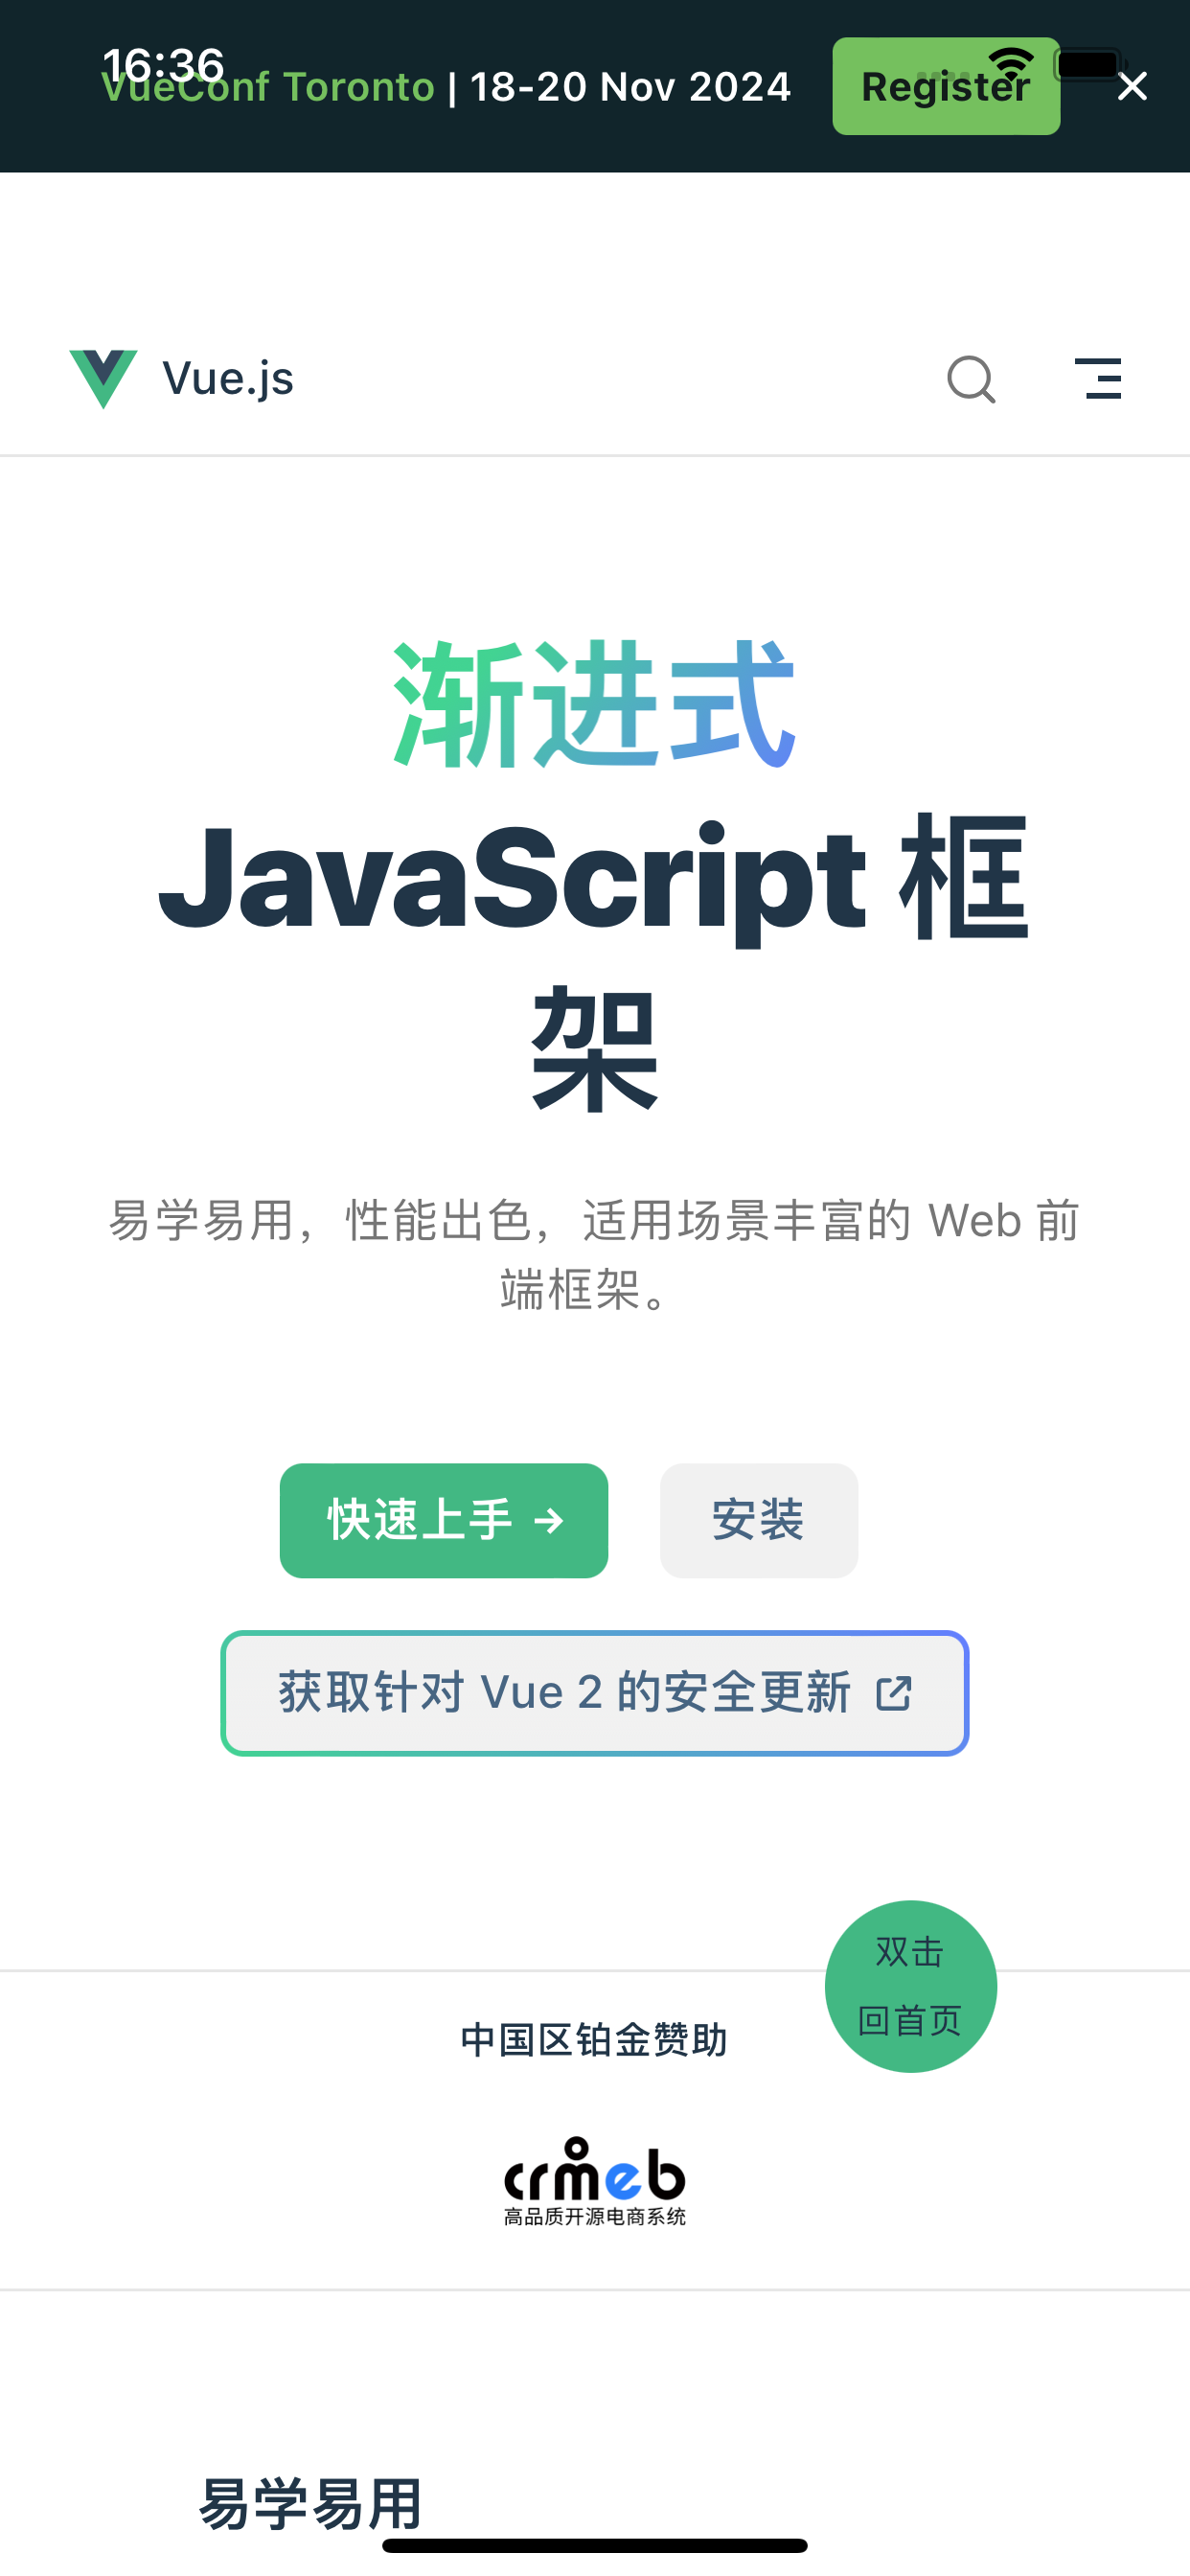 16:36
VueConf Toronto | 18-20 Nov 2024
Register
Vue.js
渐进式
JavaScript 框
架
易学易用，性能出色，适用场景丰富的 Web 前
端框架。
快速上手 →
安装
获取针对 Vue 2 的安全更新
双击
回首页
中国区铂金赞助
crmeb
高品质开源电商系统
易学易用